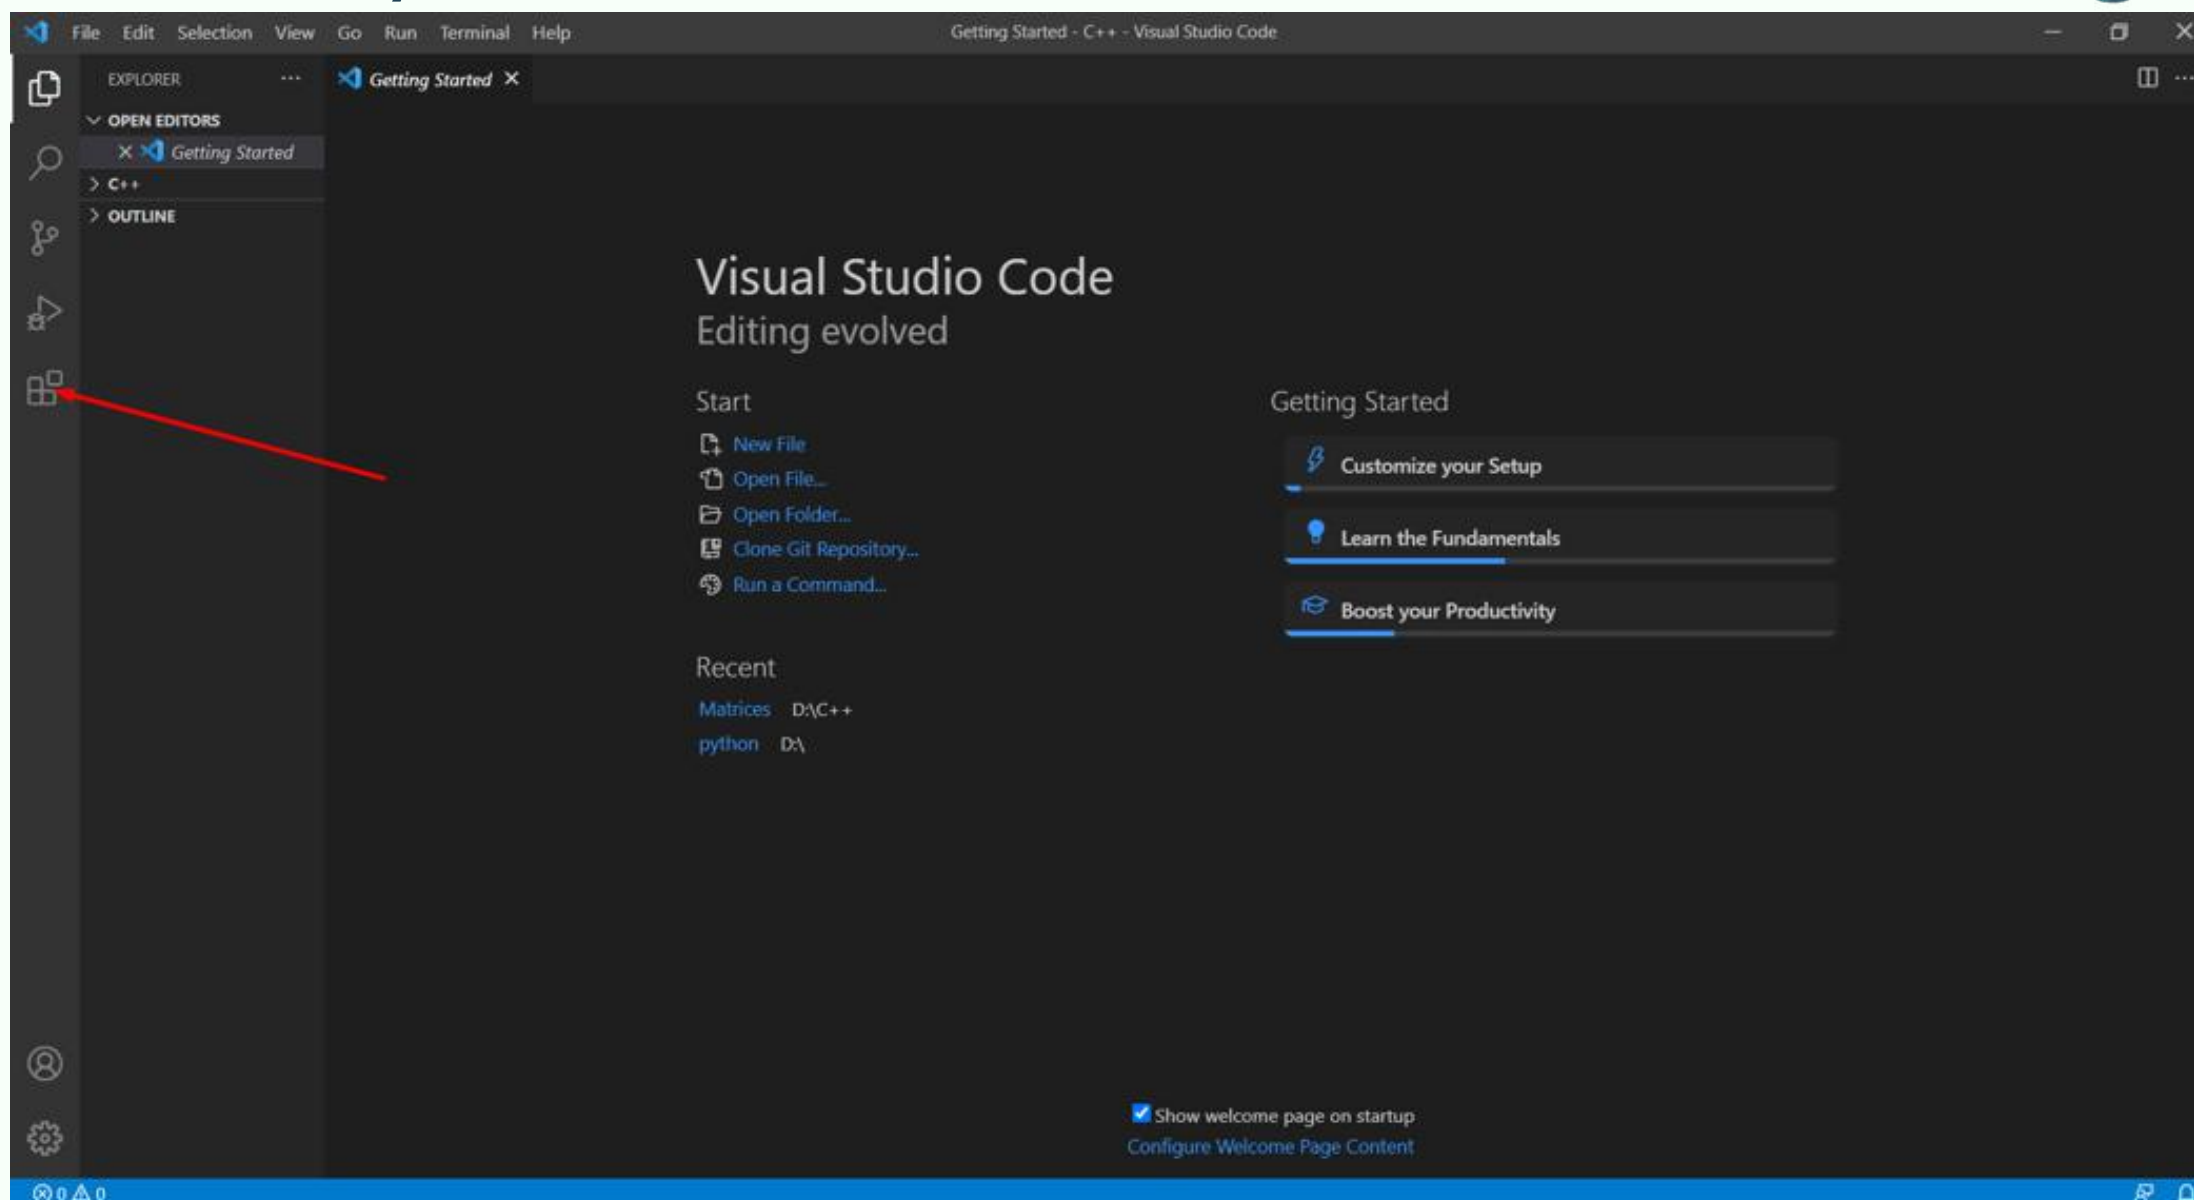 File Edit Selection View Go Run Terminal Help
Getting Started - C++ - Visual Studio Code
EXPLORER
Getting Started
OPEN EDITORS
Getting Started
C++
OUTLINE
Visual Studio Code
Editing evolved
Start
New File
Open File...
Open Folder...
Clone Git Repository...
Run a Command...
Recent
Matrices D:\C++
python D:\
Getting Started
Customize your Setup
Learn the Fundamentals
Boost your Productivity
Show welcome page on startup
Configure Welcome Page Content
0 0